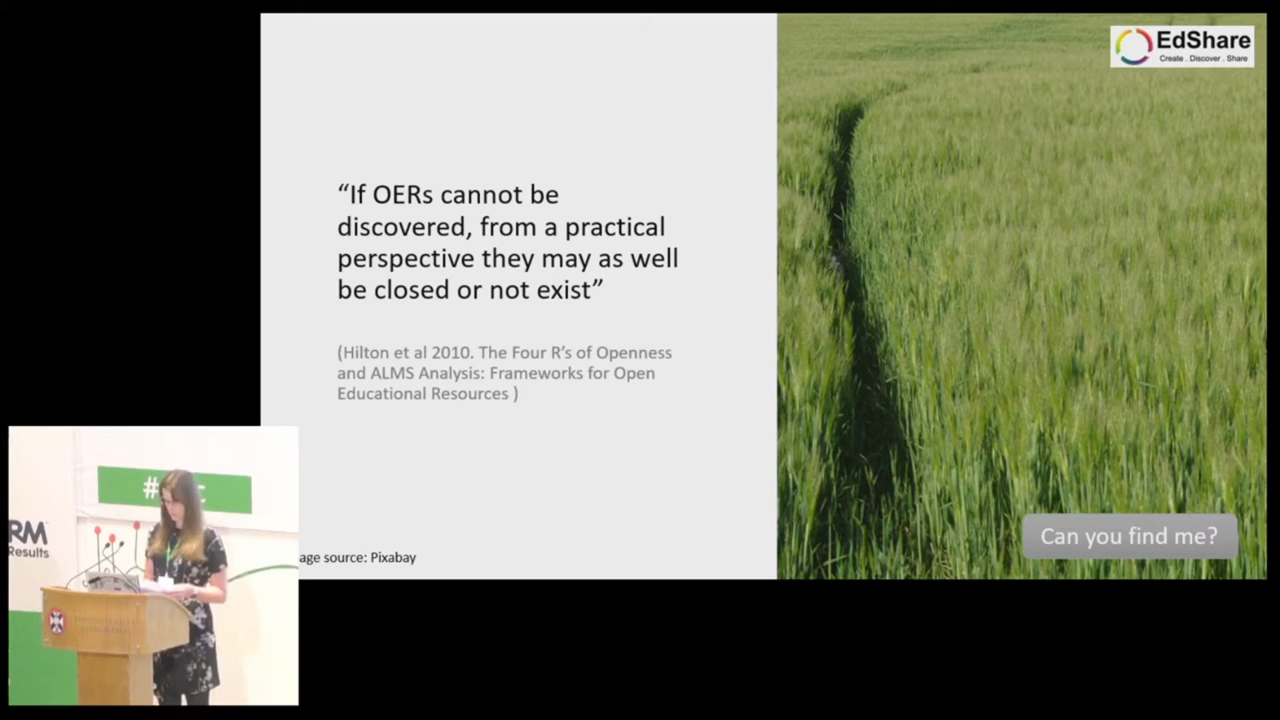 EdShare
Create . Discover . Share
“If OERs cannot be
discovered, from a practical
perspective they may as well
be closed or not exist”
(Hilton et al 2010. The Four R’s of Openness
and ALMS Analysis: Frameworks for Open
Educational Resources )
Can you find me?
age source: Pixabay
#
RM
Results